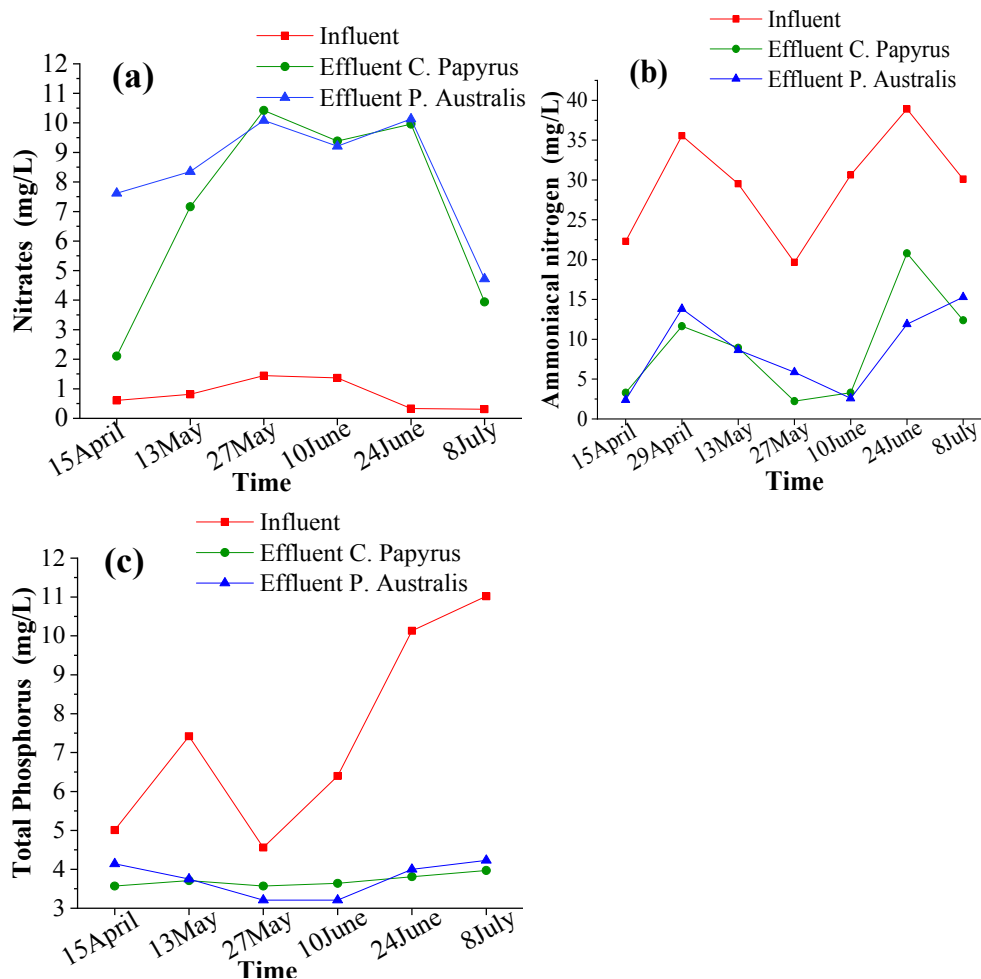 (a)
Influent
Effluent C. Papyrus
Effluent P. Australis
Nitrates (mg/L)
12
11
10
9
8
7
6
5
4
3
2
1
0
15April
13May
27May
10June
24June
8July
Time
(b)
Influent
Effluent C. Papyrus
Effluent P. Australis
Ammoniacal nitrogen (mg/L)
40
35
30
25
20
15
10
5
0
15April
29April
13May
27May
10June
24June
8July
Time
(c)
Influent
Effluent C. Papyrus
Effluent P. Australis
Total Phosphorus (mg/L)
12
11
10
9
8
7
6
5
4
3
15April
13May
27May
10June
24June
8July
Time